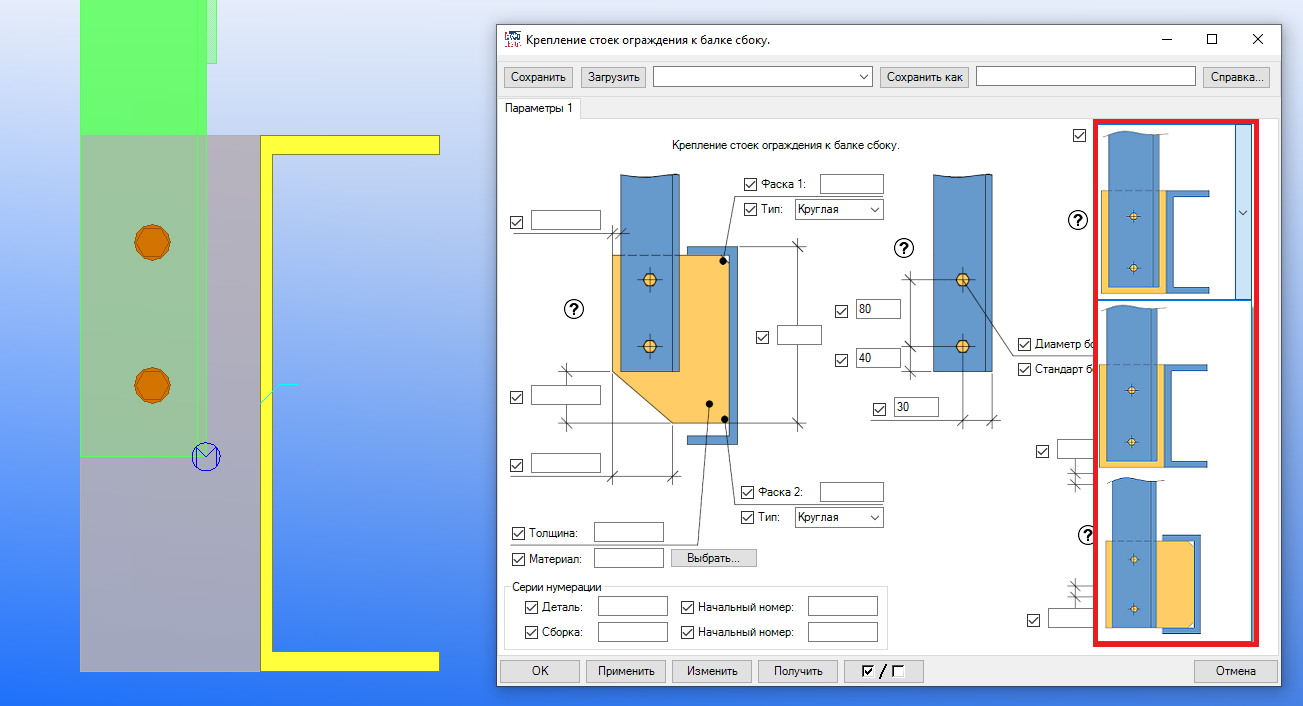 Крепление стоек ограждения к балке сбоку.
Сохранить Загрузить Сохранить как Справка...
Параметры 1
Крепление стоек ограждения к балке сбоку.
Фаска 1:
Тип: Круглая
?
?
?
80
40
30
Диаметр бо
Стандарт б
Фаска 2:
Тип: Круглая
?
Толщина:
Материал: Выбрать...
Серии нумерации
Деталь: Начальный номер:
Сборка: Начальный номер:
OK Применить Изменить Получить / Отмена